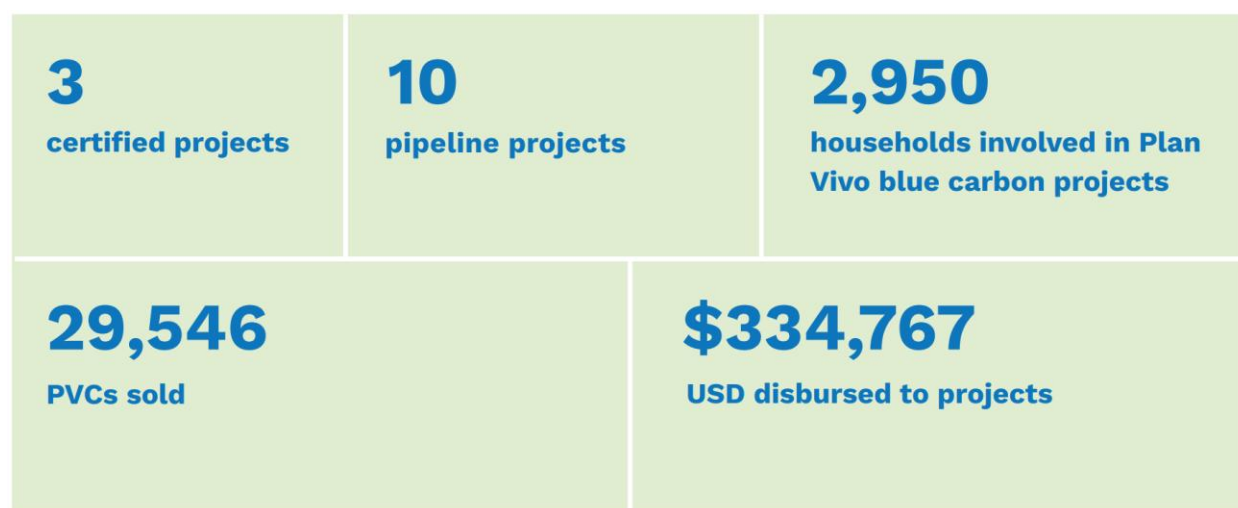 3
certified projects
10
pipeline projects
2,950
households involved in Plan
Vivo blue carbon projects
29,546
PVCs sold
$334,767
USD disbursed to projects